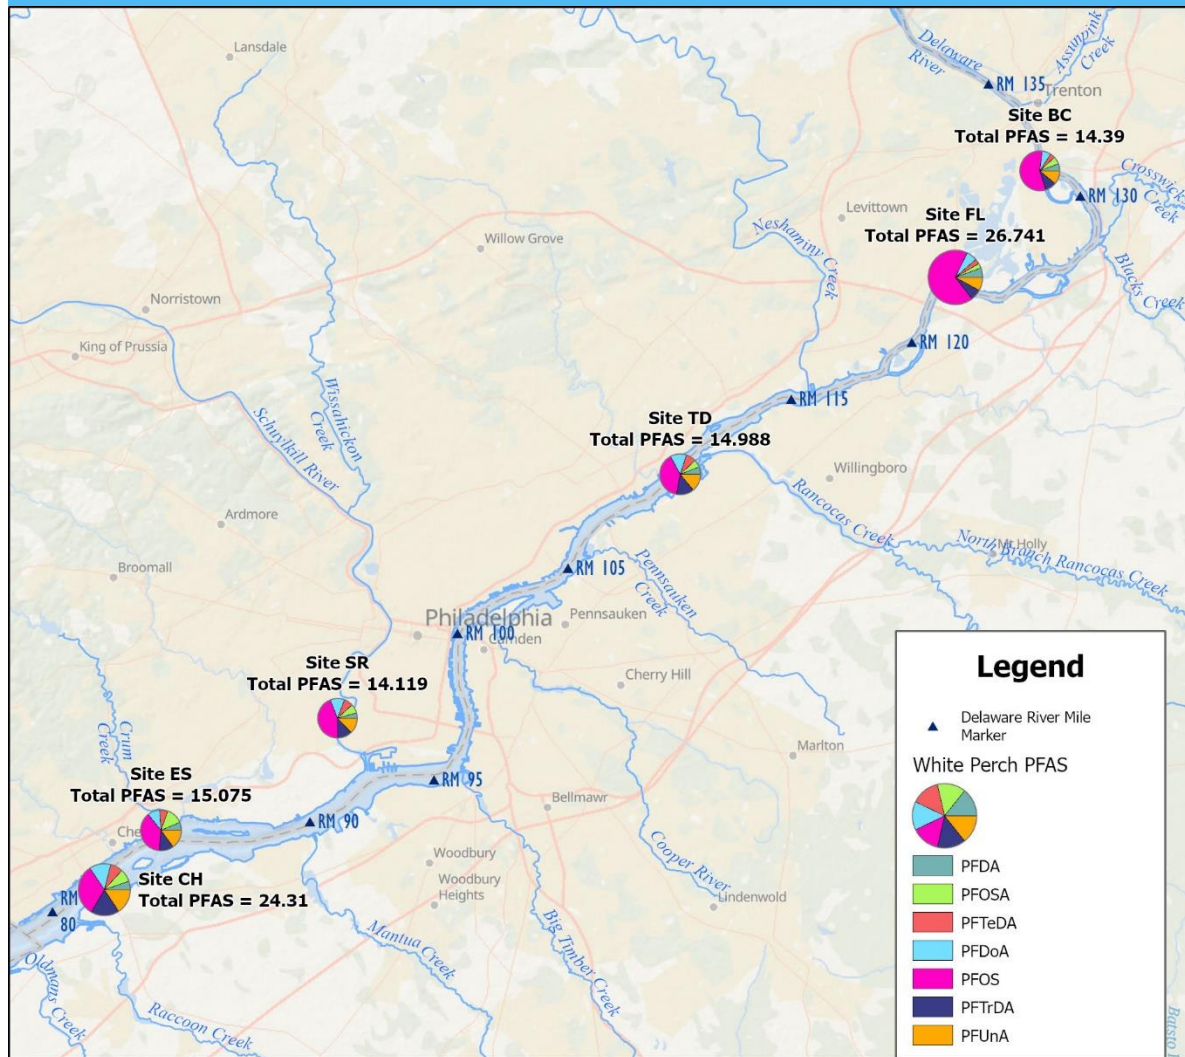 Lansdale
Delaware
River
Assunpink
Creek
RM 135
Trenton
Site BC
Total PFAS = 14.39
Crosswicks
Creek
RM 130
Levittown
Site FL
Total PFAS = 26.741
Neshaminy Creek
Willow Grove
Blacks Creek
Norristown
King of Prussia
RM 120
Wissahickon
Creek
Schuylkill River
RM 115
Site TD
Total PFAS = 14.988
Willingboro
Rancocas Creek
Ardmore
North Branch Rancocas Creek
Mt Holly
Broomall
RM 105
Pennsauken
Creek
Philadelphia
Pennsauken
RM 100
Camden
Site SR
Total PFAS = 14.119
Cherry Hill
Crum
Creek
Marlton
Site ES
Total PFAS = 15.075
RM 95
Bellmawr
RM 90
Che
Cooper River
Woodbury
Woodbury
Heights
Lindenwold
Site CH
Total PFAS = 24.31
RM
80
Mantua Creek
Big Timber Creek
Oldmans Creek
Raccoon Creek
Legend
Delaware River Mile
Marker
White Perch PFAS
PFDA
PFOSA
PFTeDA
PFDoA
PFOS
PFTrDA
PFUnA